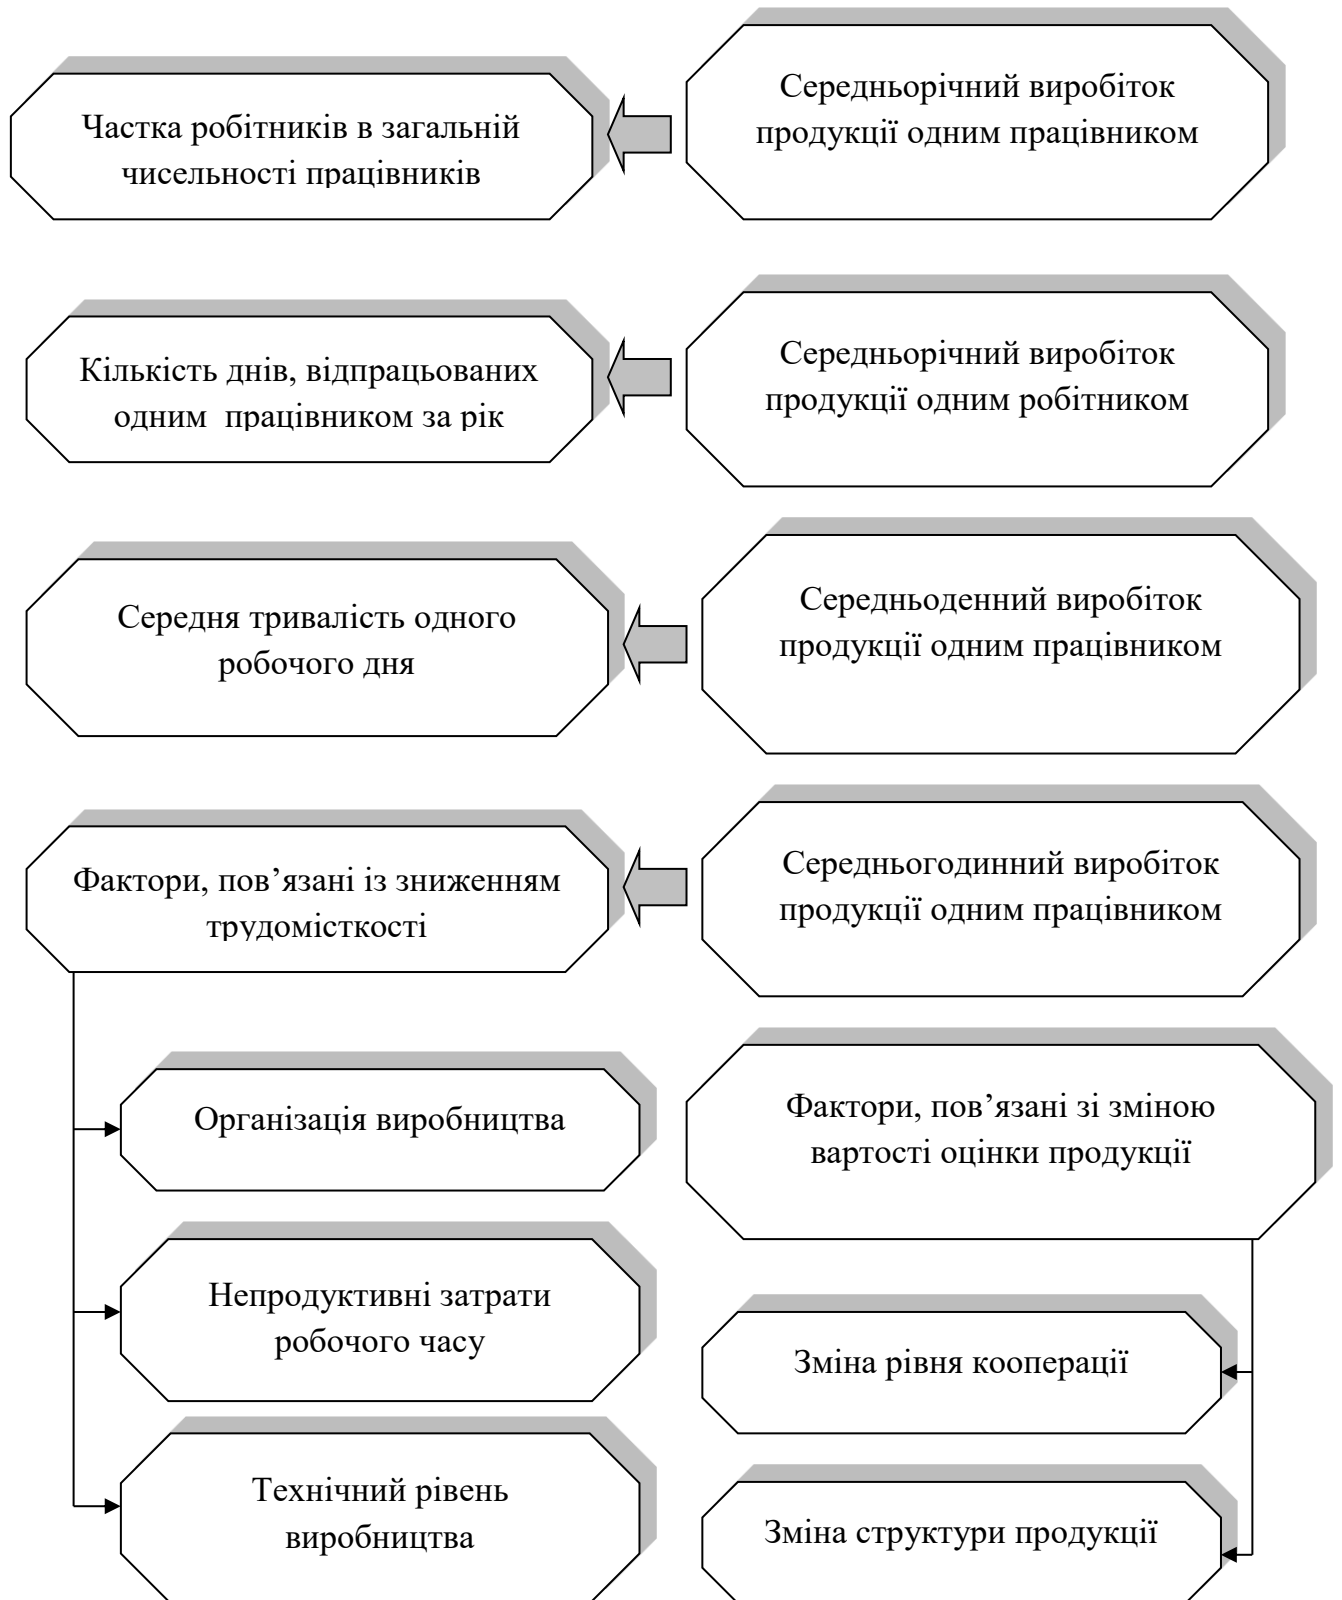 Середньорічний виробіток
продукції одним працівником
Частка робітників в загальній
чисельності працівників
Середньорічний виробіток
продукції одним робітником
Кількість днів, відпрацьованих
одним працівником за рік
Середньоденний виробіток
продукції одним працівником
Середня тривалість одного
робочого дня
Середньогодинний виробіток
продукції одним працівником
Фактори, пов’язані із зниженням
трудомісткості
Організація виробництва
Непродуктивні затрати
робочого часу
Технічний рівень
виробництва
Фактори, пов’язані зі зміною
вартості оцінки продукції
Зміна рівня кооперації
Зміна структури продукції